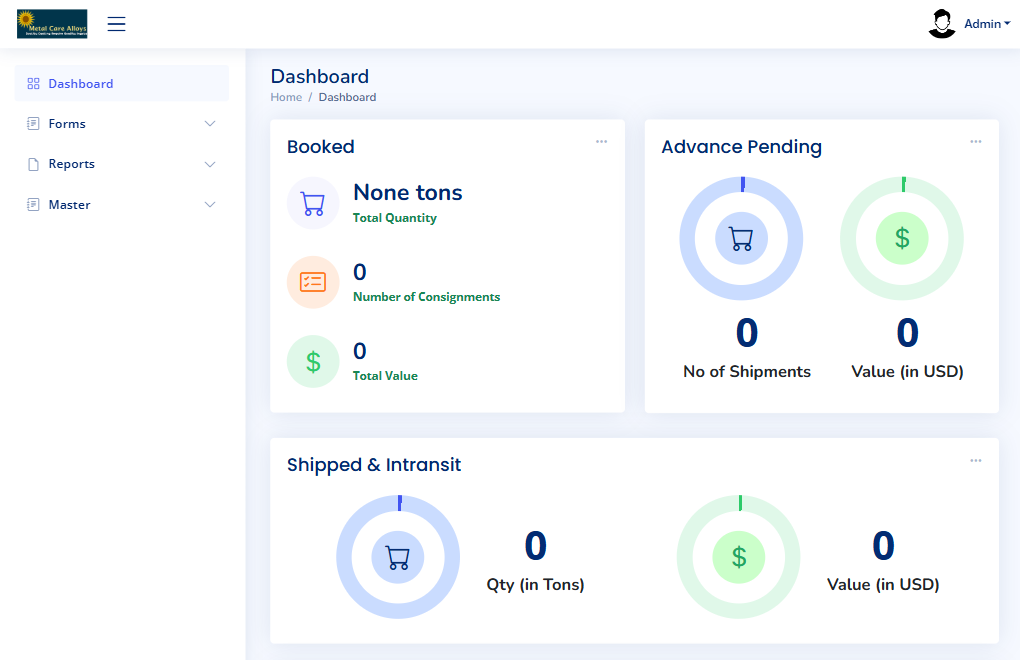 Metal Core Alloys
Admin
Dashboard
Forms
Reports
Master
Dashboard
Home / Dashboard
Booked
None tons
Total Quantity
0
Number of Consignments
$
0
Total Value
Advance Pending
$
0
No of Shipments
0
Value (in USD)
Shipped & Intransit
0
Qty (in Tons)
$
0
Value (in USD)